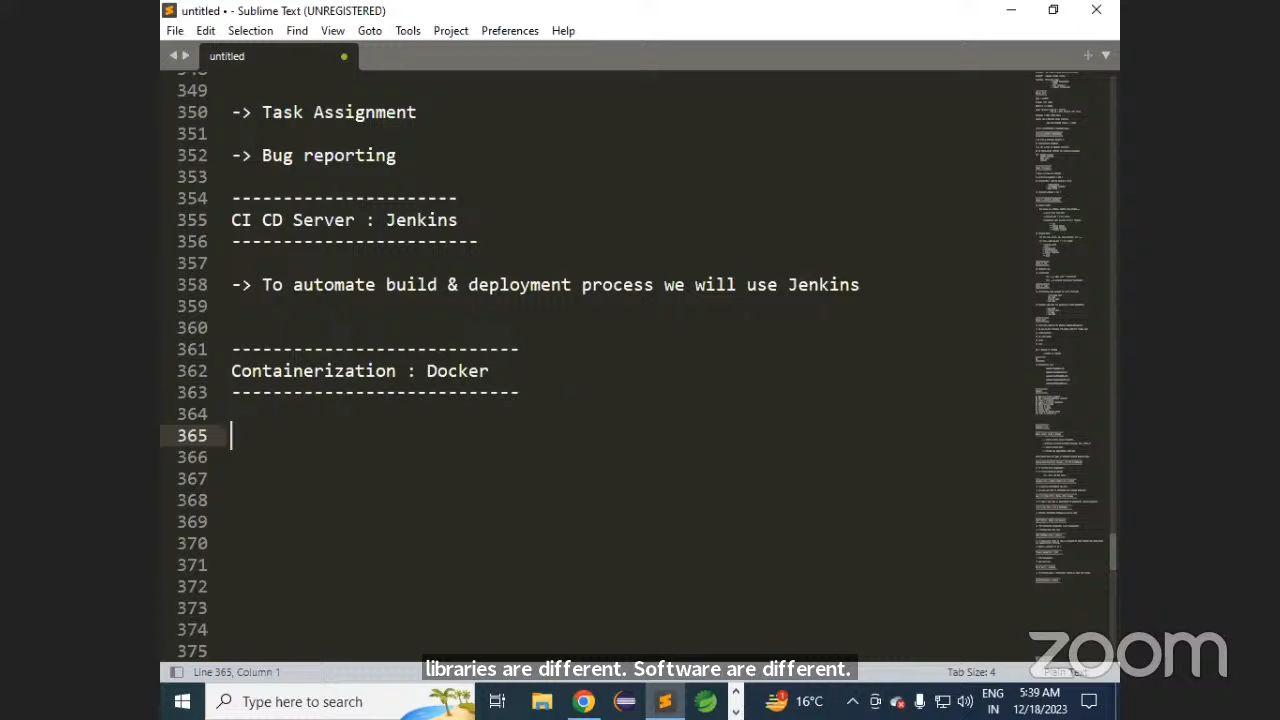 untitled • - Sublime Text (UNREGISTERED)
File Edit Selection Find View Goto Tools Project Preferences Help
untitled
349
350 -> Task Assignment
351
352 -> Bug reporting
353
354 ----------------------
355 CI CD Server : Jenkins
356 ------------------------
357
358 -> To automate build & deployment process we will use Jenkins
359
360
361 ----------------------------
362 Containerization : Docker
363 ----------------------------
364
365
366
367
368
369
370
371
372
373
374
375
libraries are different. Software are different.
zoom
Line 365, Column 1 Tab Size: 4 Plain Text
Type here to search 1 16°C ENG IN 5:39 AM 12/18/2023